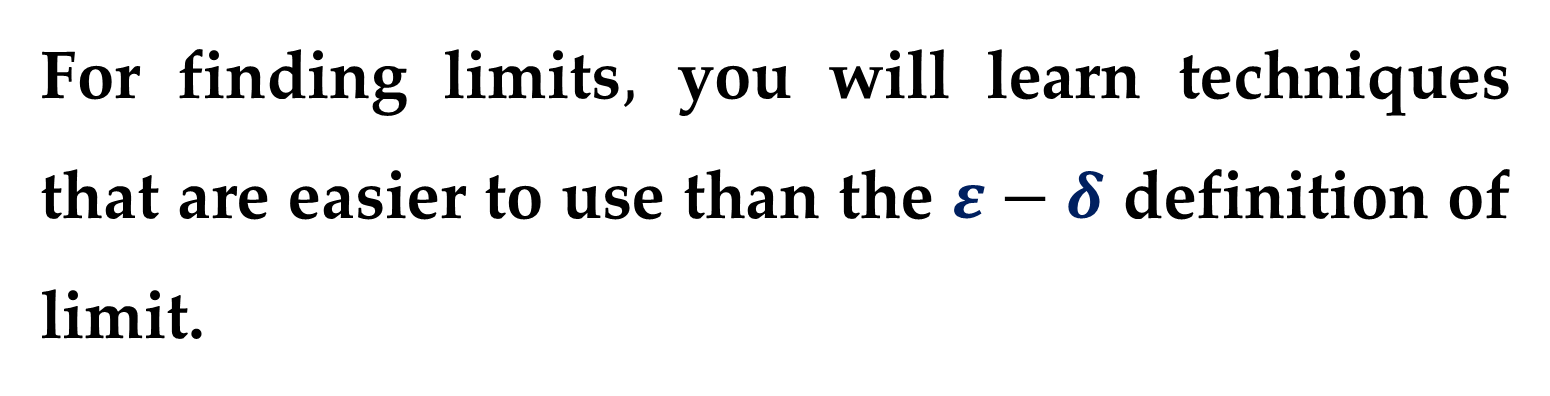 For finding limits, you will learn techniques
that are easier to use than the ε − δ definition of
limit.